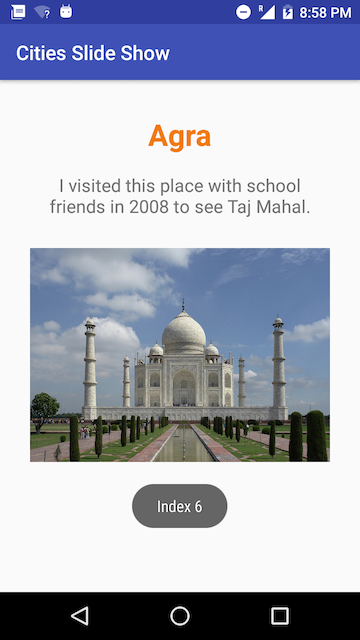 8:58 PM
Cities Slide Show
Agra
I visited this place with school
friends in 2008 to see Taj Mahal.
Index 6